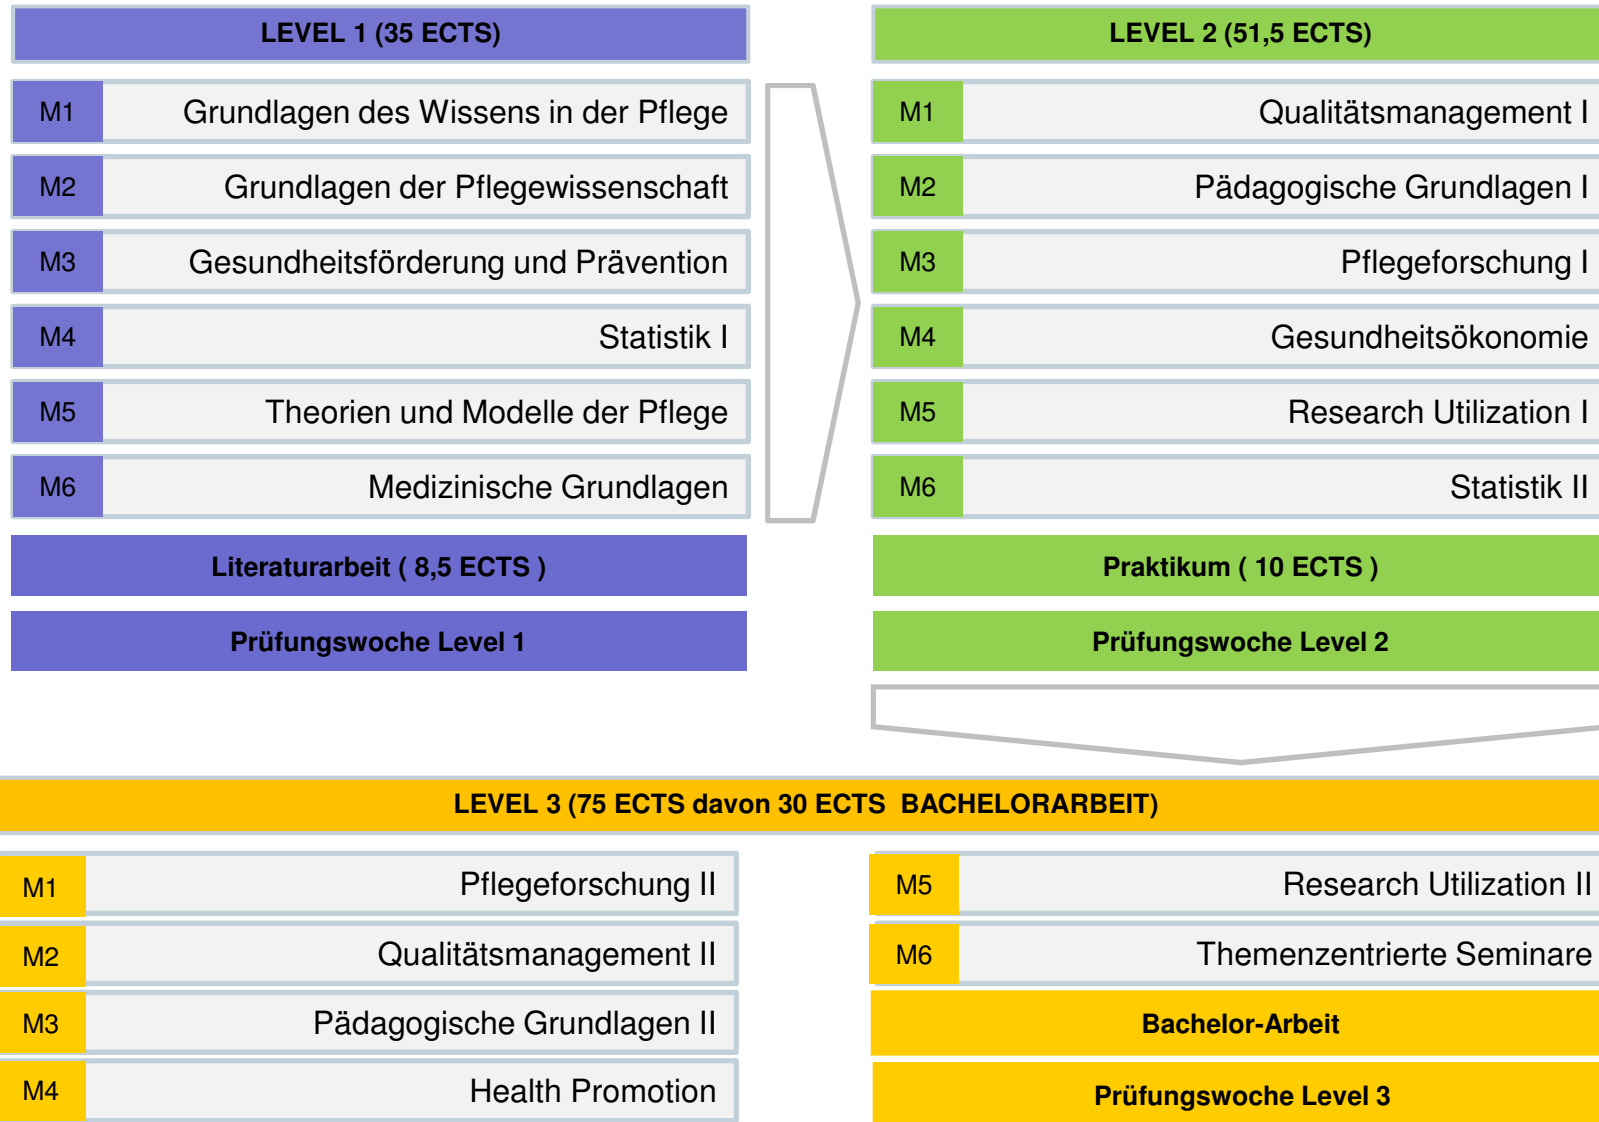 LEVEL 1 (35 ECTS)
M1 Grundlagen des Wissens in der Pflege
M2 Grundlagen der Pflegewissenschaft
M3 Gesundheitsförderung und Prävention
M4 Statistik I
M5 Theorien und Modelle der Pflege
M6 Medizinische Grundlagen
Literaturarbeit ( 8,5 ECTS )
Prüfungswoche Level 1
LEVEL 2 (51,5 ECTS)
M1 Qualitätsmanagement I
M2 Pädagogische Grundlagen I
M3 Pflegeforschung I
M4 Gesundheitsökonomie
M5 Research Utilization I
M6 Statistik II
Praktikum ( 10 ECTS )
Prüfungswoche Level 2
LEVEL 3 (75 ECTS davon 30 ECTS BACHELORARBEIT)
M1 Pflegeforschung II
M2 Qualitätsmanagement II
M3 Pädagogische Grundlagen II
M4 Health Promotion
M5 Research Utilization II
M6 Themenzentrierte Seminare
Bachelor-Arbeit
Prüfungswoche Level 3